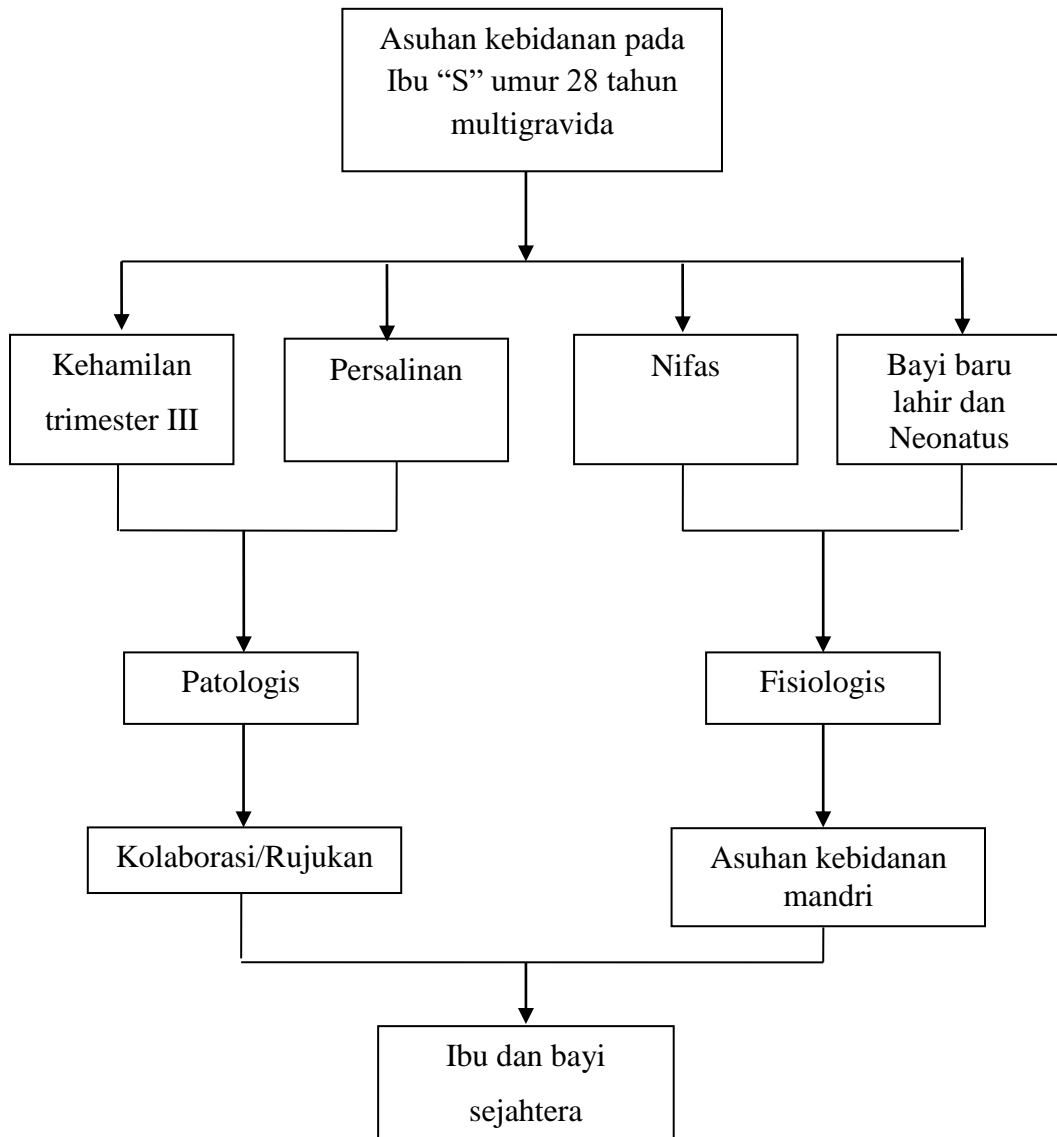 Asuhan kebidanan pada
Ibu “S” umur 28 tahun
multigravida
Kehamilan
trimester III
Persalinan
Nifas
Bayi baru
lahir dan
Neonatus
Patologis
Fisiologis
Kolaborasi/Rujukan
Asuhan kebidanan
mandri
Ibu dan bayi
sejahtera